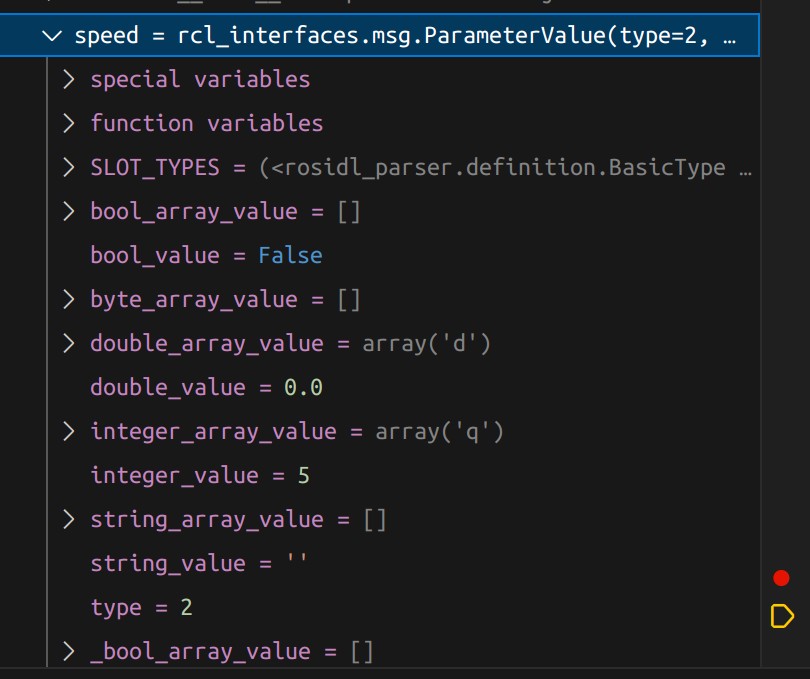 speed = rcl_interfaces.msg.ParameterValue(type=2, …
special variables
function variables
SLOT_TYPES = (<rosidl_parser.definition.BasicType …
bool_array_value = []
bool_value = False
byte_array_value = []
double_array_value = array('d')
double_value = 0.0
integer_array_value = array('q')
integer_value = 5
string_array_value = []
string_value = ''
type = 2
_bool_array_value = []